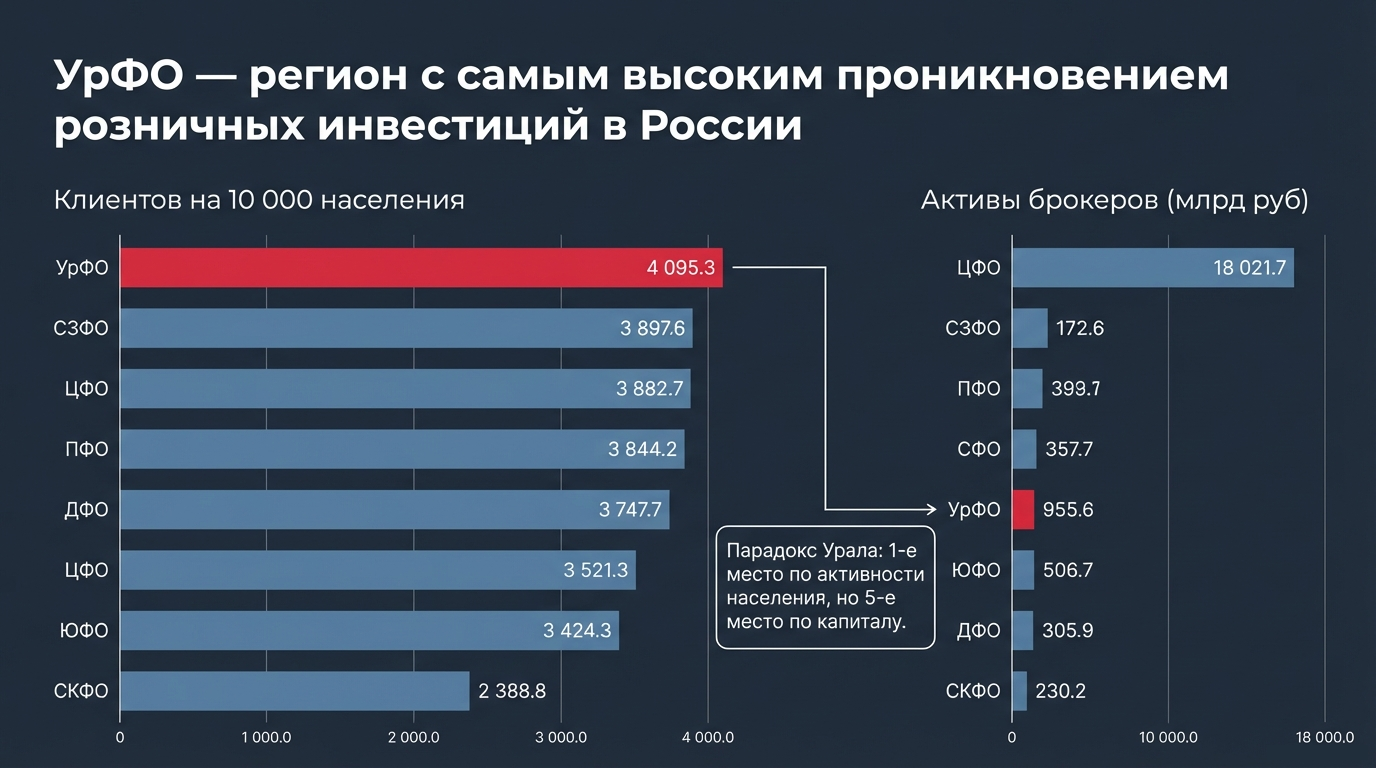 УрФО — регион с самым высоким проникновением
розничных инвестиций в России
Клиентов на 10 000 населения
УрФО 4 095.3
СЗФО 3 897.6
ЦФО 3 882.7
ПФО 3 844.2
ДФО 3 747.7
ЦФО 3 521.3
ЮФО 3 424.3
СКФО 2 388.8
0 1 000.0 2 000.0 3 000.0 4 000.0
Парадокс Урала: 1-е
место по активности
населения, но 5-е
место по капиталу.
Активы брокеров (млрд руб)
ЦФО 18 021.7
СЗФО 172.6
ПФО 399.7
СФО 357.7
УрФО 955.6
ЮФО 506.7
ДФО 305.9
СКФО 230.2
0 10 000.0 18 000.0